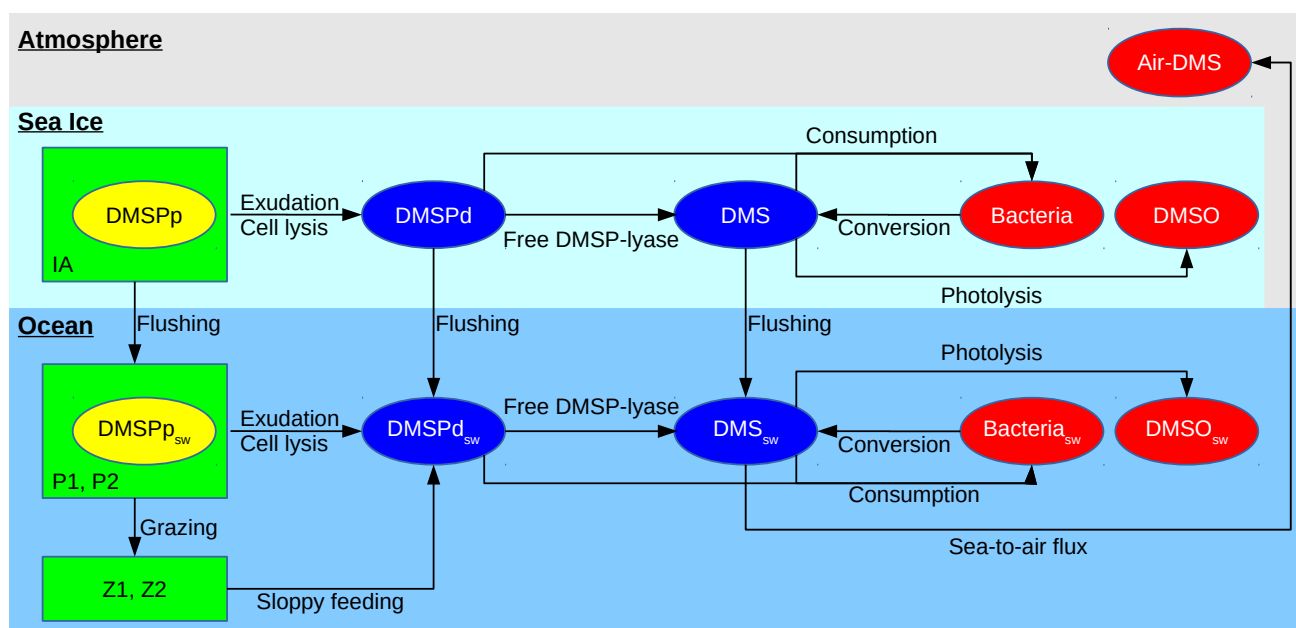 Atmosphere
Air-DMS
Sea Ice
Consumption
DMSPp
Exudation
Cell lysis
DMSPd
Free DMSP-lyase
DMS
Conversion
Bacteria
DMSO
IA
Photolysis
Ocean
Flushing
Flushing
Flushing
Photolysis
DMSPp_sw
Exudation
Cell lysis
DMSPd_sw
Free DMSP-lyase
DMS_sw
Conversion
Bacteria_sw
DMSO_sw
P1, P2
Consumption
Grazing
Sea-to-air flux
Z1, Z2
Sloppy feeding